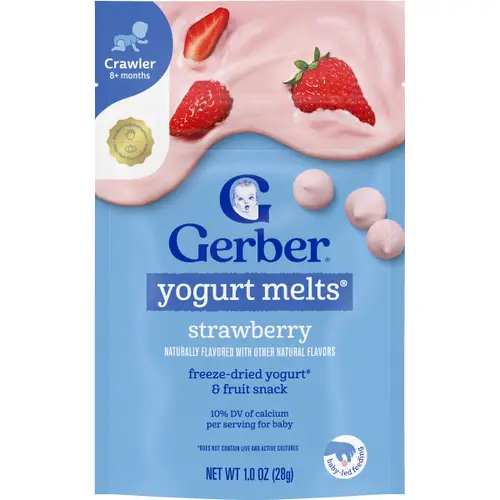 Crawler
8+ months
G
Gerber®
yogurt melts®
strawberry
NATURALLY FLAVORED WITH OTHER NATURAL FLAVORS
freeze-dried yogurt*
& fruit snack
10% DV of calcium
per serving for baby
*DOES NOT CONTAIN LIVE AND ACTIVE CULTURES
baby-led feeding
NET WT 1.0 OZ (28g)